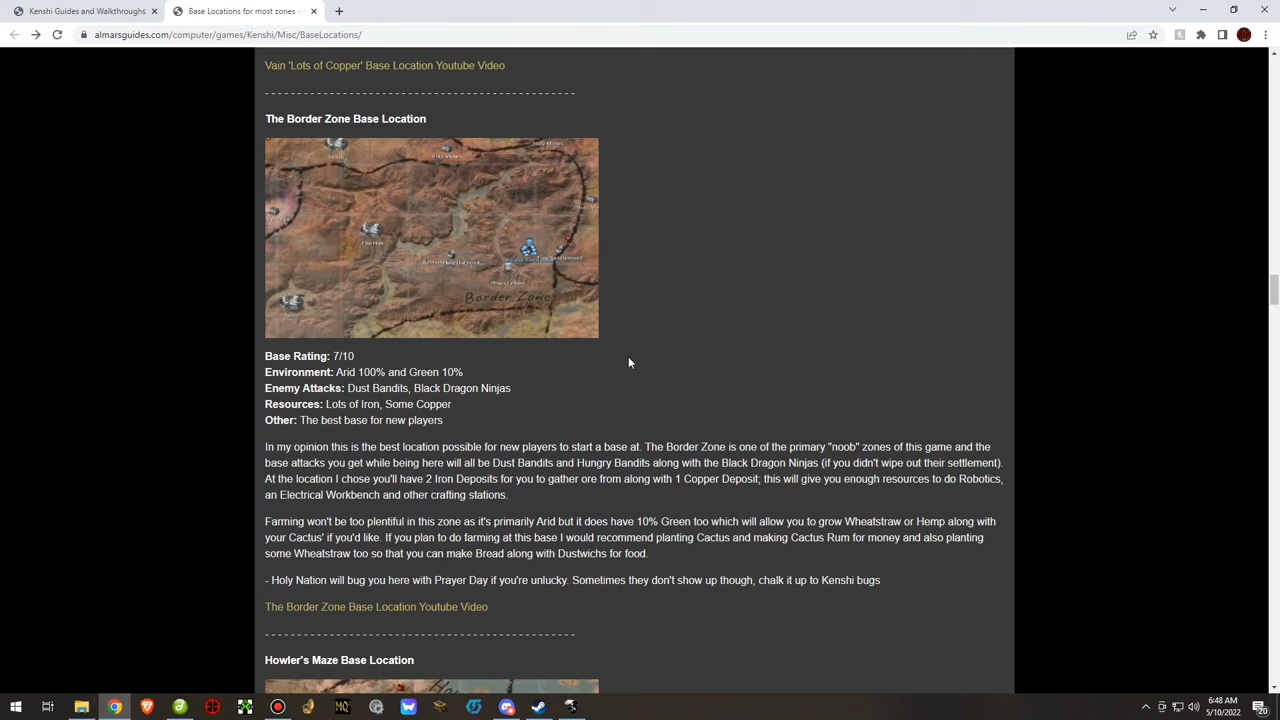 Kenshi Guides and Walkthroughs
Base Locations for most zones -
almarsguides.com/computer/games/Kenshi/Misc/BaseLocations/
Vain 'Lots of Copper' Base Location Youtube Video
- - - - - - - - - - - - - - - - - - - - - - - - - - - - - - - - - - - - - - - - - - - - - - -
The Border Zone Base Location
The Hub
Border Zone
Base Rating: 7/10
Environment: Arid 100% and Green 10%
Enemy Attacks: Dust Bandits, Black Dragon Ninjas
Resources: Lots of Iron, Some Copper
Other: The best base for new players
In my opinion this is the best location possible for new players to start a base at. The Border Zone is one of the primary "noob" zones of this game and the
base attacks you get while being here will all be Dust Bandits and Hungry Bandits along with the Black Dragon Ninjas (if you didn't wipe out their settlement).
At the location I chose you'll have 2 Iron Deposits for you to gather ore from along with 1 Copper Deposit; this will give you enough resources to do Robotics,
an Electrical Workbench and other crafting stations.
Farming won't be too plentiful in this zone as it's primarily Arid but it does have 10% Green too which will allow you to grow Wheatstraw or Hemp along with
your Cactus' if you'd like. If you plan to do farming at this base I would recommend planting Cactus and making Cactus Rum for money and also planting
some Wheatstraw too so that you can make Bread along with Dustwichs for food.
- Holy Nation will bug you here with Prayer Day if you're unlucky. Sometimes they don't show up though, chalk it up to Kenshi bugs
The Border Zone Base Location Youtube Video
- - - - - - - - - - - - - - - - - - - - - - - - - - - - - - - - - - - - - - - - - - - - - - -
Howler's Maze Base Location
MQ
6:48 AM
5/10/2022
20